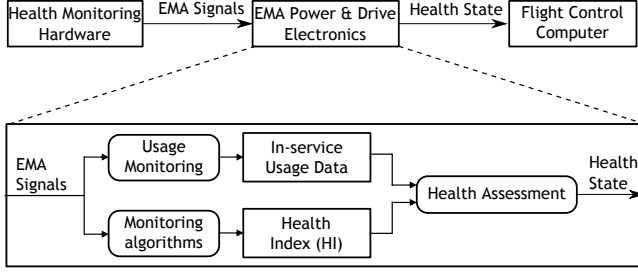 Health Monitoring
Hardware
EMA Signals
EMA Power & Drive
Electronics
Health State
Flight Control
Computer
EMA
Signals
Usage
Monitoring
In-service
Usage Data
Monitoring
algorithms
Health
Index (HI)
Health Assessment
Health
State